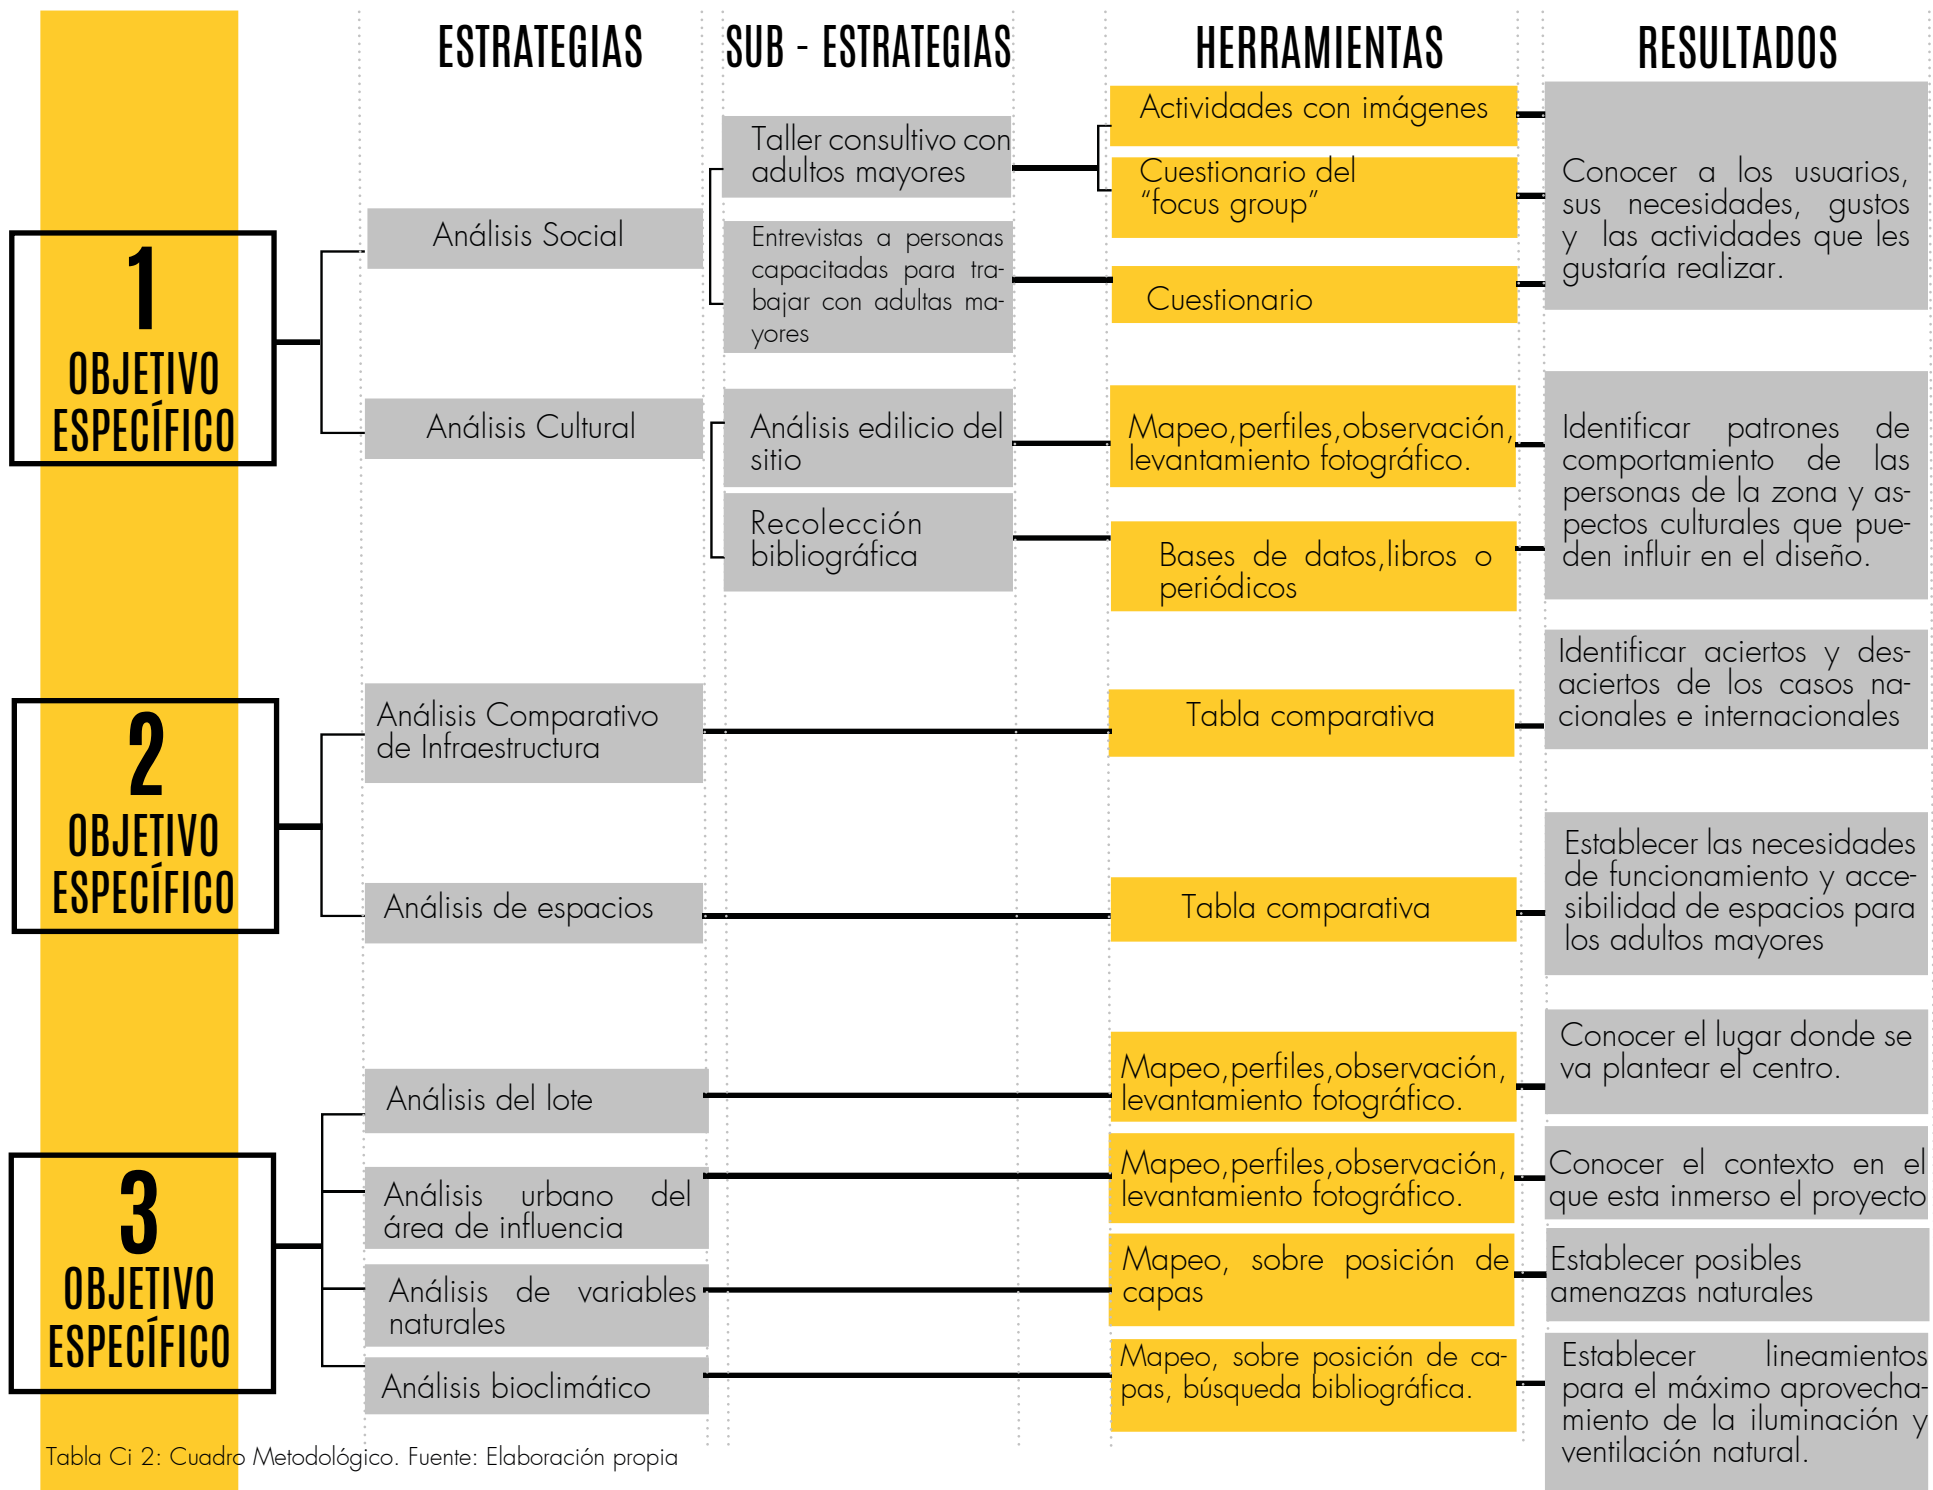 ESTRATEGIAS
SUB - ESTRATEGIAS
HERRAMIENTAS
RESULTADOS
1
OBJETIVO
ESPECÍFICO
Análisis Social
Taller consultivo con
adultos mayores
Entrevistas a personas
capacitadas para tra-
bajar con adultas ma-
yores
Actividades con imágenes
Cuestionario del
“focus group”
Cuestionario
Conocer a los usuarios,
sus necesidades, gustos
y las actividades que les
gustaría realizar.
Análisis Cultural
Análisis edilicio del
sitio
Recolección
bibliográfica
Mapeo,perfiles,observación,
levantamiento fotográfico.
Bases de datos,libros o
periódicos
Identificar patrones de
comportamiento de las
personas de la zona y as-
pectos culturales que pue-
den influir en el diseño.
2
OBJETIVO
ESPECÍFICO
Análisis Comparativo
de Infraestructura
Tabla comparativa
Identificar aciertos y des-
aciertos de los casos na-
cionales e internacionales
Análisis de espacios
Tabla comparativa
Establecer las necesidades
de funcionamiento y acce-
sibilidad de espacios para
los adultos mayores
3
OBJETIVO
ESPECÍFICO
Análisis del lote
Mapeo,perfiles,observación,
levantamiento fotográfico.
Conocer el lugar donde se
va plantear el centro.
Análisis urbano del
área de influencia
Mapeo,perfiles,observación,
levantamiento fotográfico.
Conocer el contexto en el
que esta inmerso el proyecto
Análisis de variables
naturales
Mapeo, sobre posición de
capas
Establecer posibles
amenazas naturales
Análisis bioclimático
Mapeo, sobre posición de ca-
pas, búsqueda bibliográfica.
Establecer lineamientos
para el máximo aprovecha-
miento de la iluminación y
ventilación natural.
Tabla Ci 2: Cuadro Metodológico. Fuente: Elaboración propia